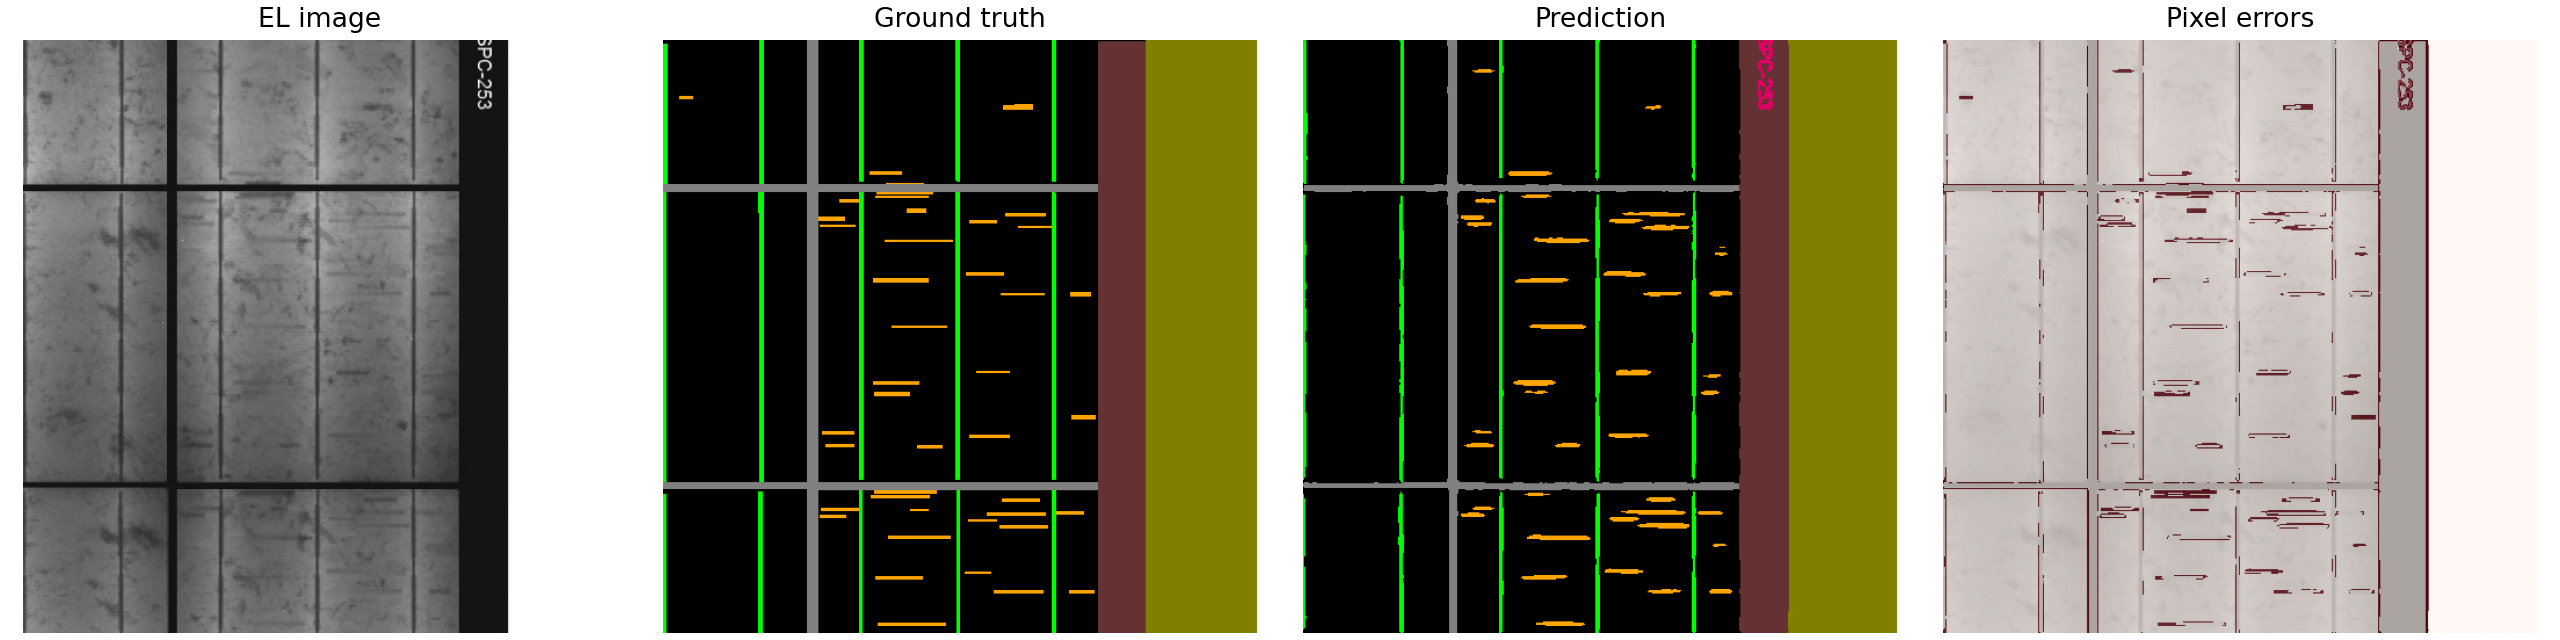 EL image
Ground truth
Prediction
Pixel errors
SPC-253
SPC-253
SPC-253